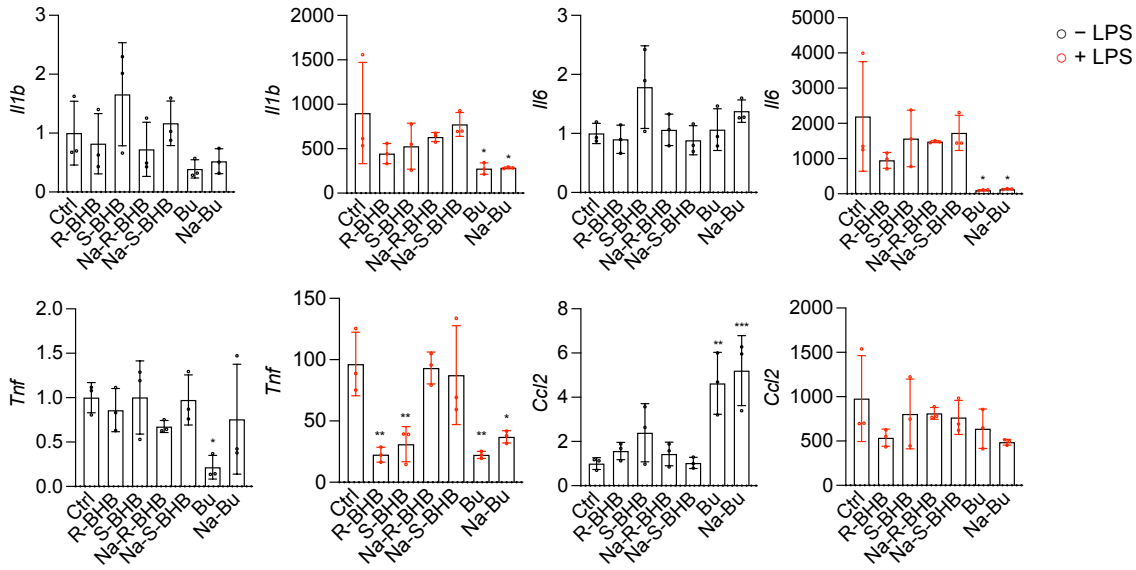 − LPS
+ LPS
Il1b
3
2
1
0
Ctrl
R-BHB
S-BHB
Na-R-BHB
Na-S-BHB
Bu
Na-Bu
Il1b
2000
1500
1000
500
0
*
*
Ctrl
R-BHB
S-BHB
Na-R-BHB
Na-S-BHB
Bu
Na-Bu
Il6
3
2
1
0
Ctrl
R-BHB
S-BHB
Na-R-BHB
Na-S-BHB
Bu
Na-Bu
Il6
5000
4000
3000
2000
1000
0
*
*
Ctrl
R-BHB
S-BHB
Na-R-BHB
Na-S-BHB
Bu
Na-Bu
Tnf
2.0
1.5
1.0
0.5
0.0
*
Ctrl
R-BHB
S-BHB
Na-R-BHB
Na-S-BHB
Bu
Na-Bu
Tnf
150
100
50
0
**
**
**
*
Ctrl
R-BHB
S-BHB
Na-R-BHB
Na-S-BHB
Bu
Na-Bu
Ccl2
8
6
4
2
0
**
***
Ctrl
R-BHB
S-BHB
Na-R-BHB
Na-S-BHB
Bu
Na-Bu
Ccl2
2000
1500
1000
500
0
Ctrl
R-BHB
S-BHB
Na-R-BHB
Na-S-BHB
Bu
Na-Bu